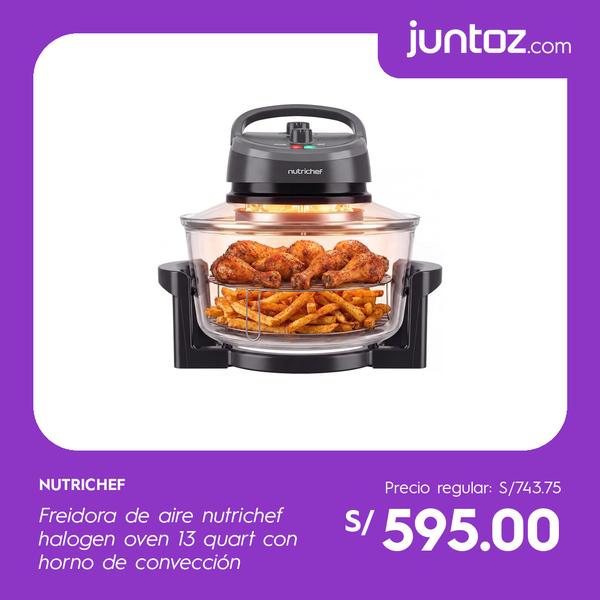 juntoz.com
nutrichef
NUTRICHEF
Freidora de aire nutrichef
halogen oven 13 quart con
horno de convección
Precio regular: S/743.75
S/ 595.00